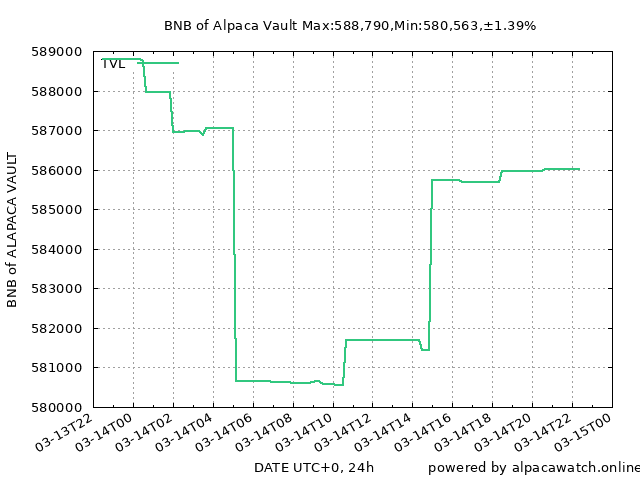 BNB of Alpaca Vault Max:588,790,Min:580,563,±1.39%
589000
TVL
588000
587000
586000
585000
584000
583000
582000
581000
580000
BNB of ALAPACA VAULT
03-13T22
03-14T00
03-14T02
03-14T04
03-14T06
03-14T08
03-14T10
03-14T12
03-14T14
03-14T16
03-14T18
03-14T20
03-14T22
03-15T00
DATE UTC+0, 24h
powered by alpacawatch.online